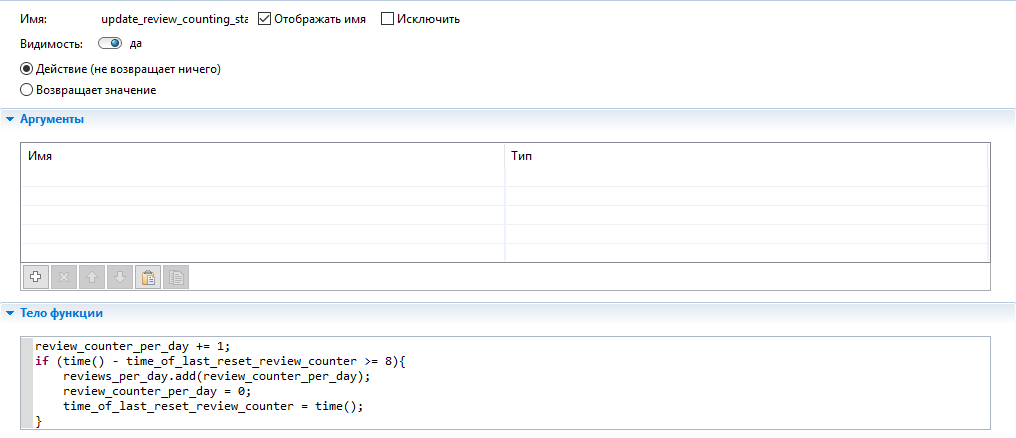 Имя: update_review_counting_sta Отображать имя Исключить
Видимость: да
Действие (не возвращает ничего)
Возвращает значение
Аргументы
Имя Тип
Тело функции
review_counter_per_day += 1;
if (time() - time_of_last_reset_review_counter >= 8){
    reviews_per_day.add(review_counter_per_day);
    review_counter_per_day = 0;
    time_of_last_reset_review_counter = time();
}